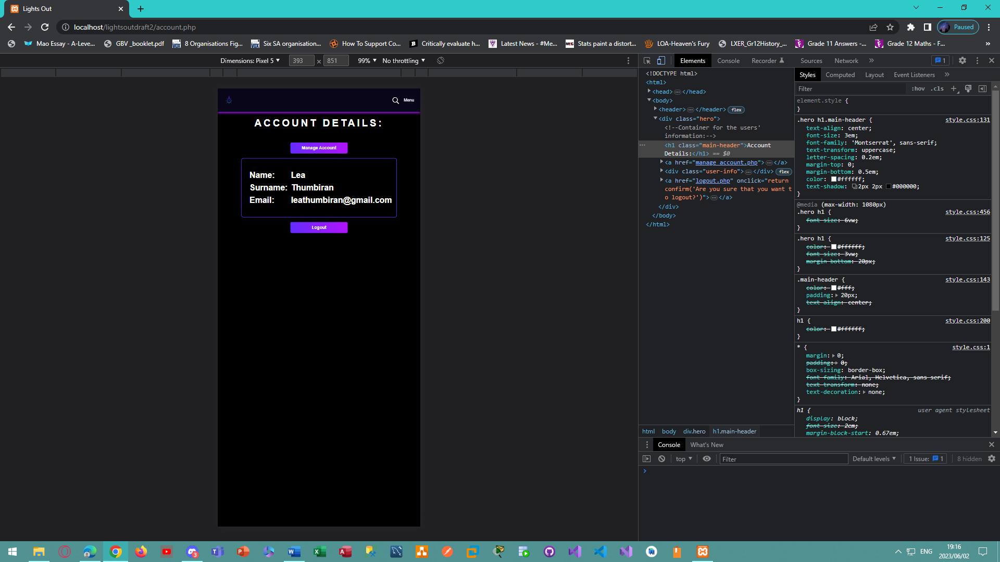 Lights Out
localhost/lightsoutdraft2/account.php
Paused
Mao Essay - A-Leve...
GBV _booklet.pdf
8 Organisations Fig...
Six SA organisation...
How To Support Co...
Critically evaluate h...
Latest News - #Me...
Stats paint a distort...
LOA-Heaven's Fury
LXER_Gr12History_...
Grade 11 Answers -...
Grade 12 Maths - F...
»
Dimensions: Pixel 5
393 × 851
99%
No throttling
Menu
ACCOUNT DETAILS:
Manage Account
Name: Lea
Surname: Thumbiran
Email: leathumbiran@gmail.com
Logout
Elements Console Recorder Sources Network » 1
<!DOCTYPE html>
<html>
<head>…</head>
<body>
<header>…</header> flex
<div class="hero">
<!--Container for the users'
information:-->
<h1 class="main-header">Account
Details:</h1> == $0
<a href="manage_account.php">…</a>
<div class="user-info">…</div> flex
<a href="logout.php" onclick="return
confirm('Are you sure that you want t
o logout?')">…</a>
</div>
</body>
</html>
html body div.hero h1.main-header
Styles Computed Layout Event Listeners »
Filter :hov .cls +
element.style {
}
.hero h1.main-header { style.css:131
text-align: center;
font-size: 3em;
font-family: 'Montserrat', sans-serif;
text-transform: uppercase;
letter-spacing: 0.2em;
margin-top: 0;
margin-bottom: 0.5em;
color: #ffffff;
text-shadow: 2px 2px #000000;
}
@media (max-width: 1080px)
.hero h1 { style.css:456
font-size: 6vw;
}
.hero h1 { style.css:125
color: #ffffff;
font-size: 3vw;
margin-bottom: 20px;
}
.main-header { style.css:143
color: #fff;
padding: 20px;
text-align: center;
}
h1 { style.css:200
color: #ffffff;
}
* { style.css:1
margin: 0;
padding: 0;
box-sizing: border-box;
font-family: Arial, Helvetica, sans-serif;
text-transform: none;
text-decoration: none;
}
h1 { user agent stylesheet
display: block;
font-size: 2em;
margin-block-start: 0.67em;
Console What's New
top Filter Default levels 1 Issue: 1 8 hidden
3
ENG
19:16
2023/06/02